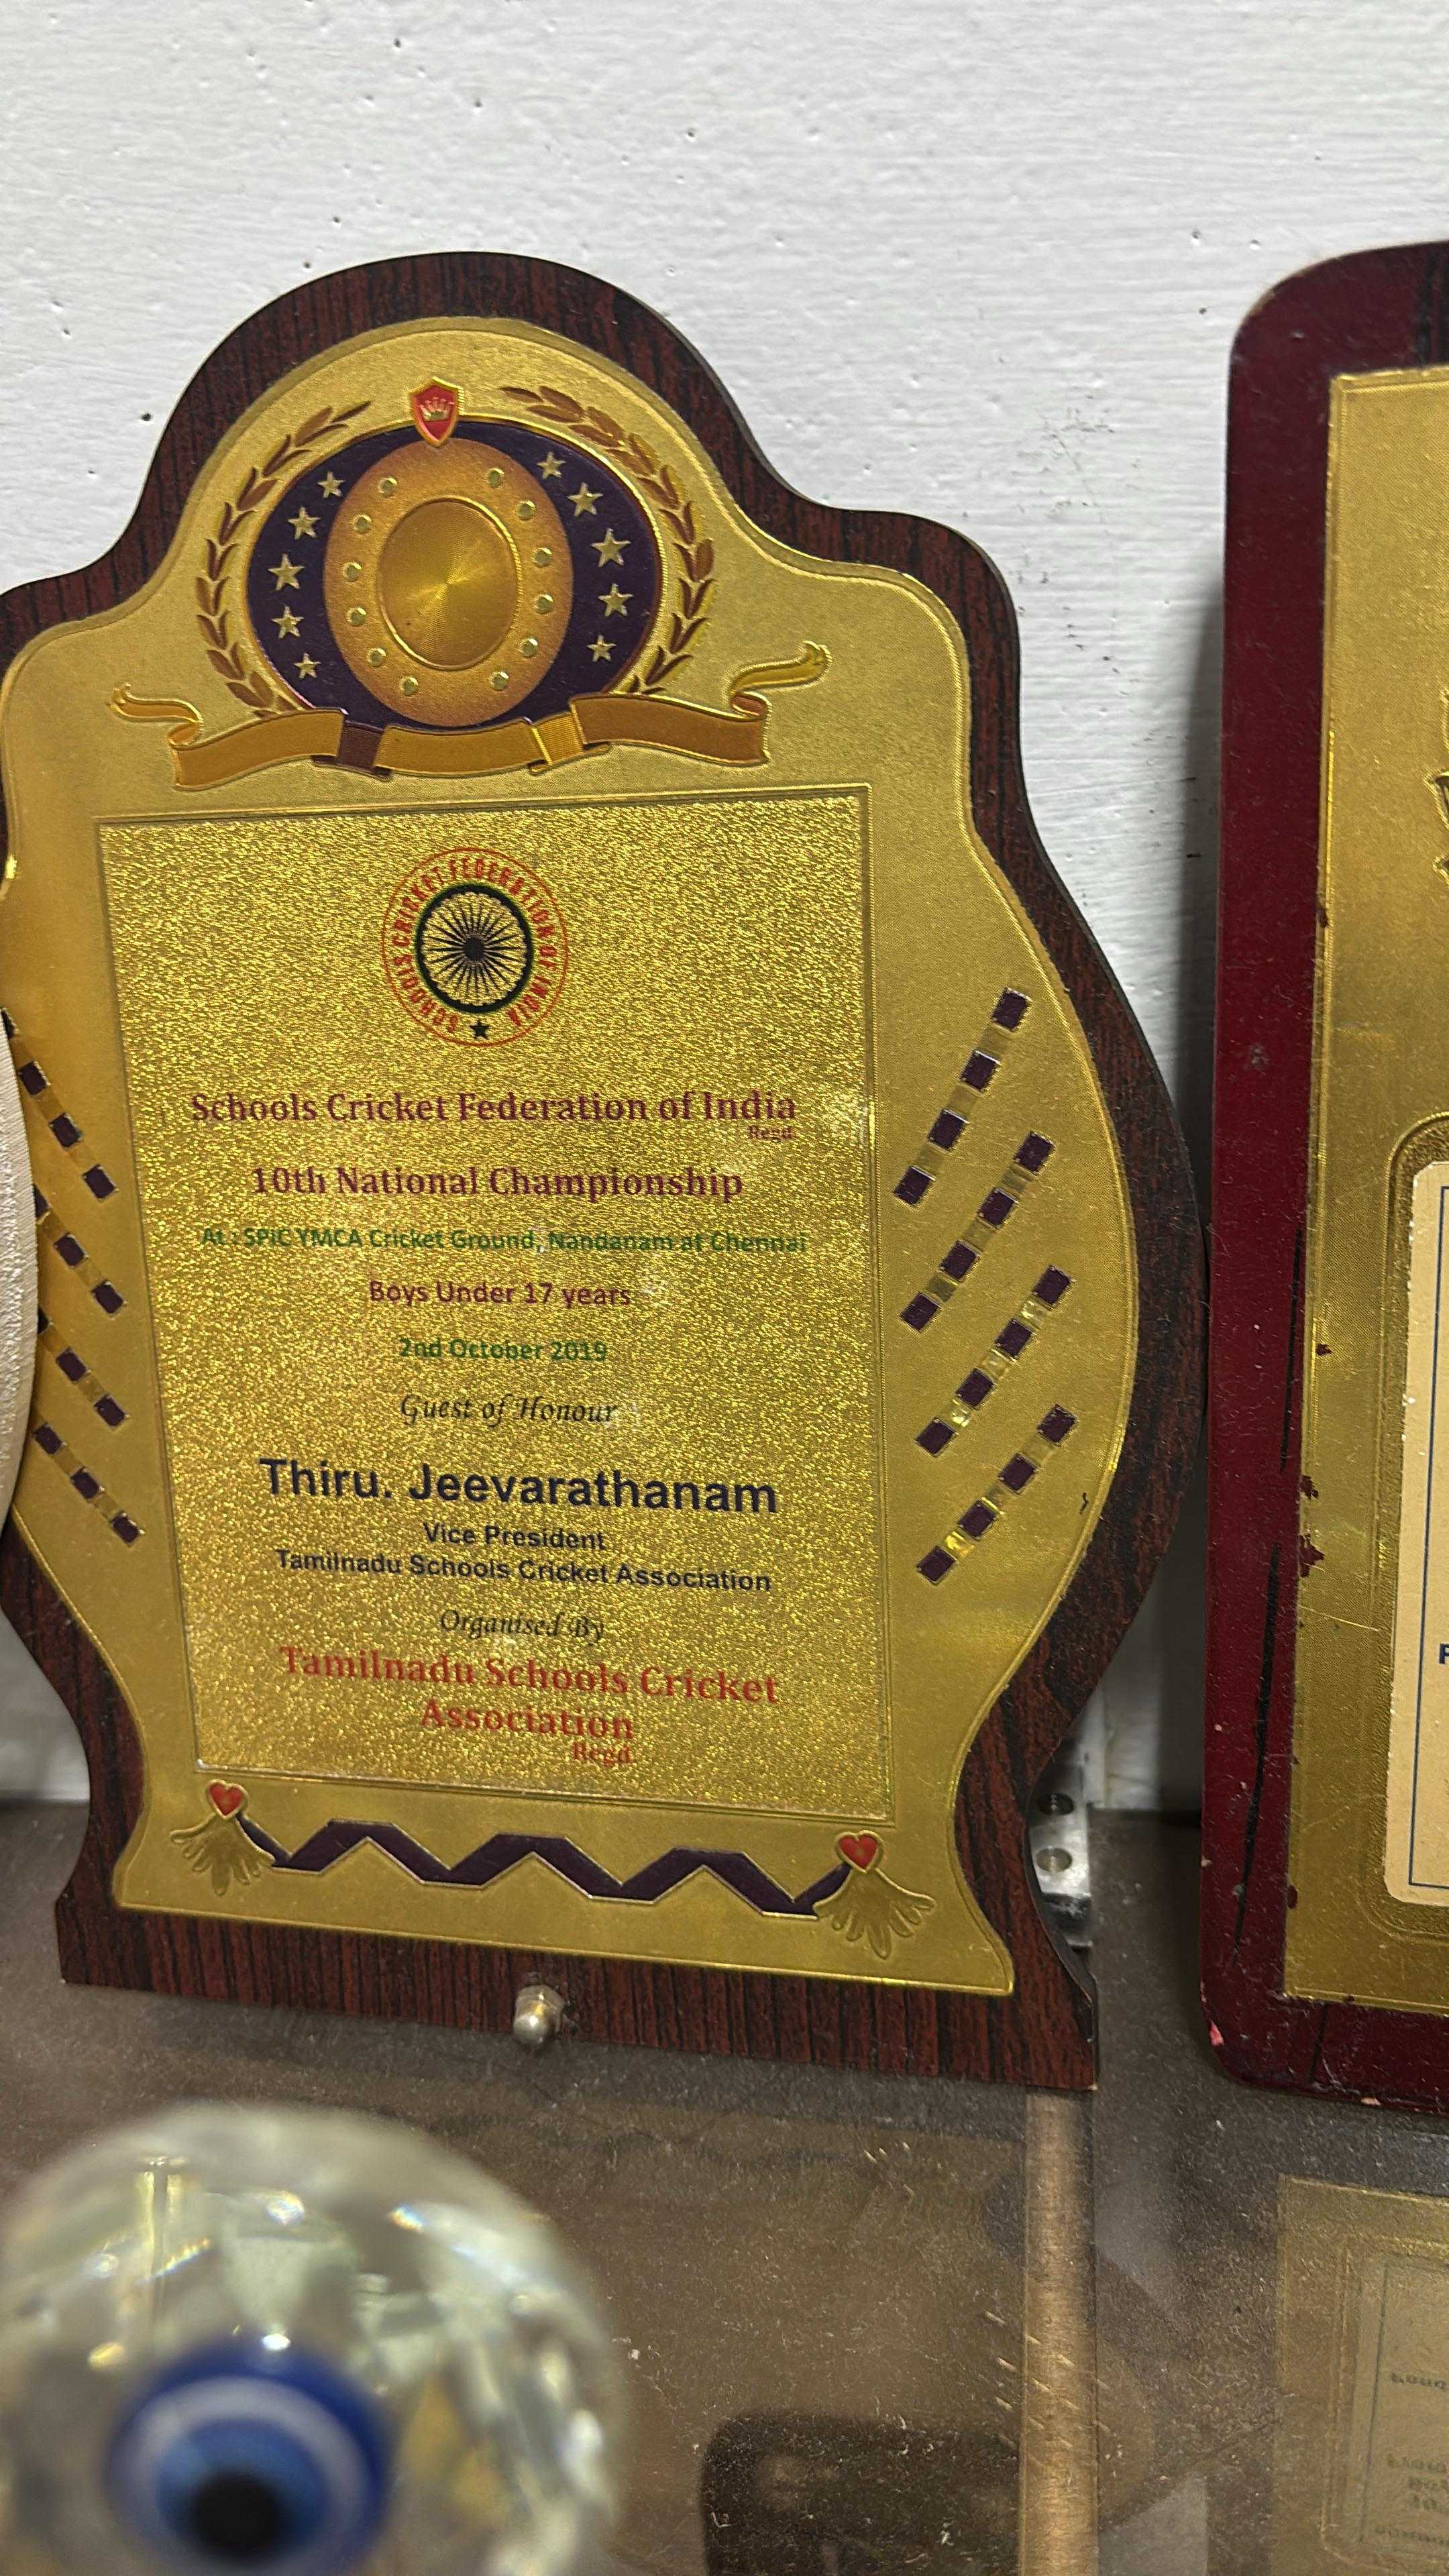 SCHOOLS CRICKET FEDERATION OF INDIA
Schools Cricket Federation of India
Regd.
10th National Championship
At : SPIC YMCA Cricket Ground, Nandanam at Chennai
Boys Under 17 years
2nd October 2019
Guest of Honour
Thiru. Jeevarathanam
Vice President
Tamilnadu Schools Cricket Association
Organised By
Tamilnadu Schools Cricket
Association
Regd.